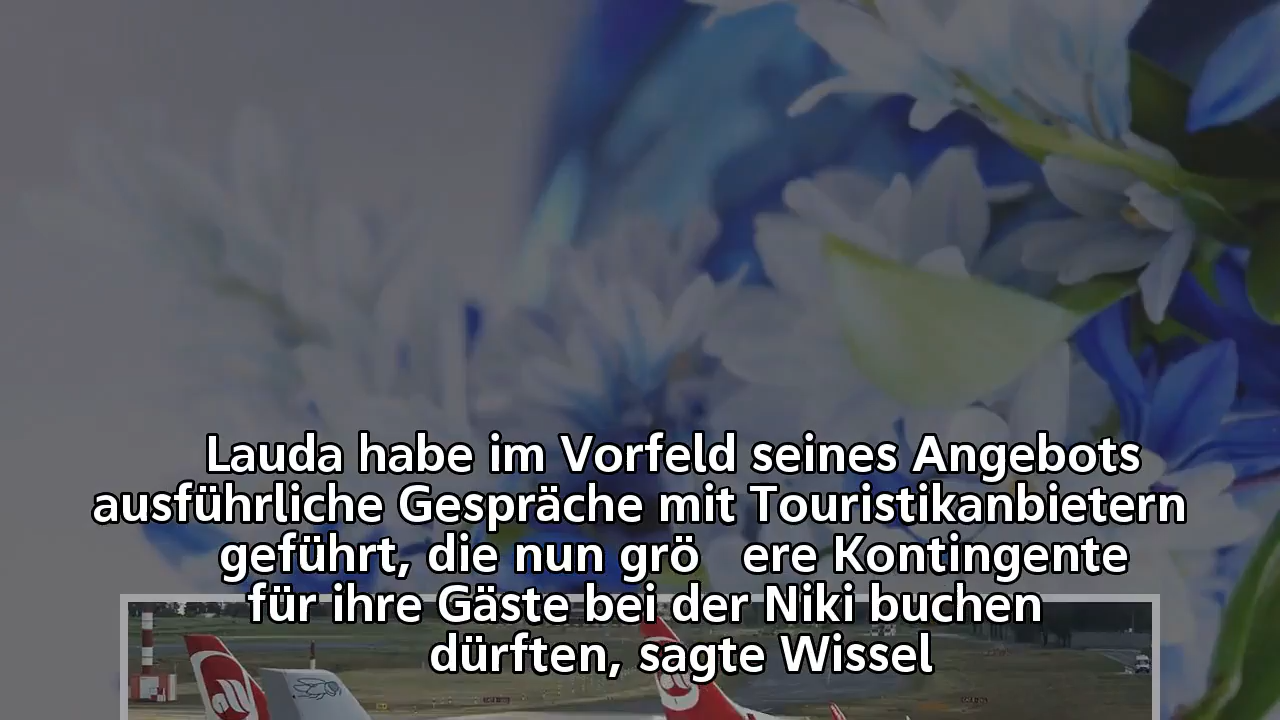 Lauda habe im Vorfeld seines Angebots
ausführliche Gespräche mit Touristikanbietern
geführt, die nun grö ere Kontingente
für ihre Gäste bei der Niki buchen
dürften, sagte Wissel